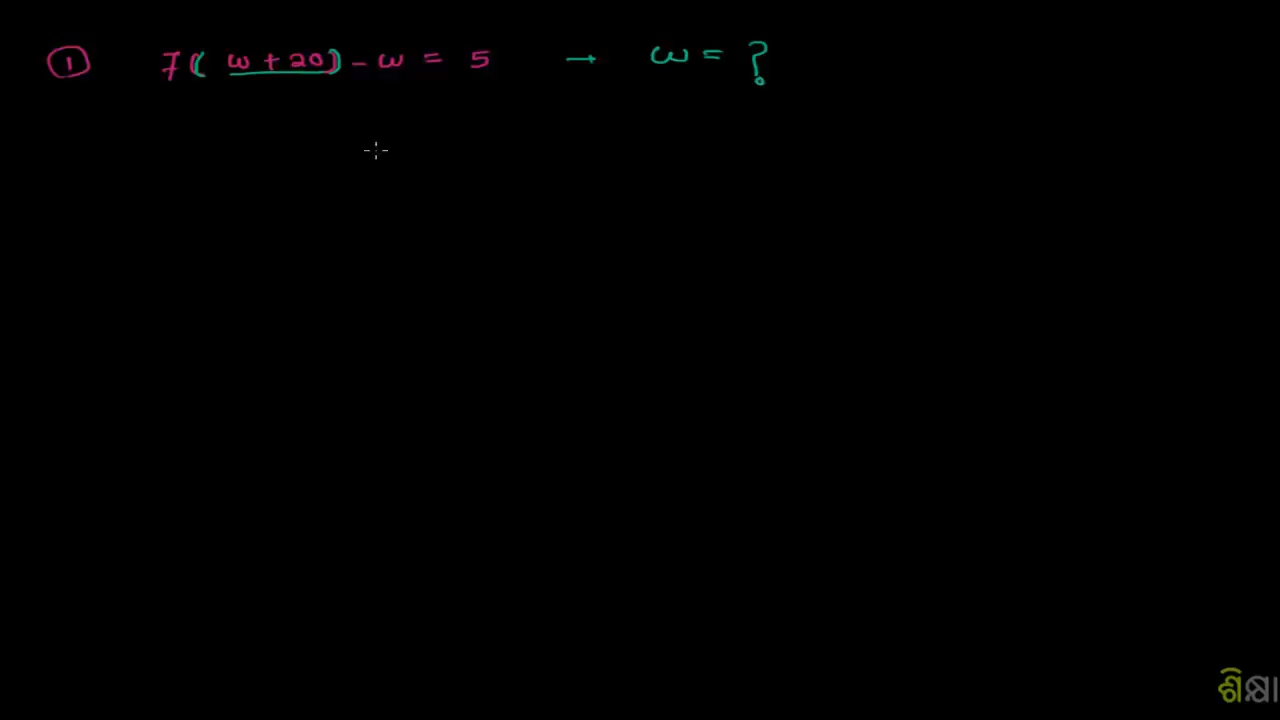 ① 7(w + 20) - w = 5 → w = ?
ଶିକ୍ଷା